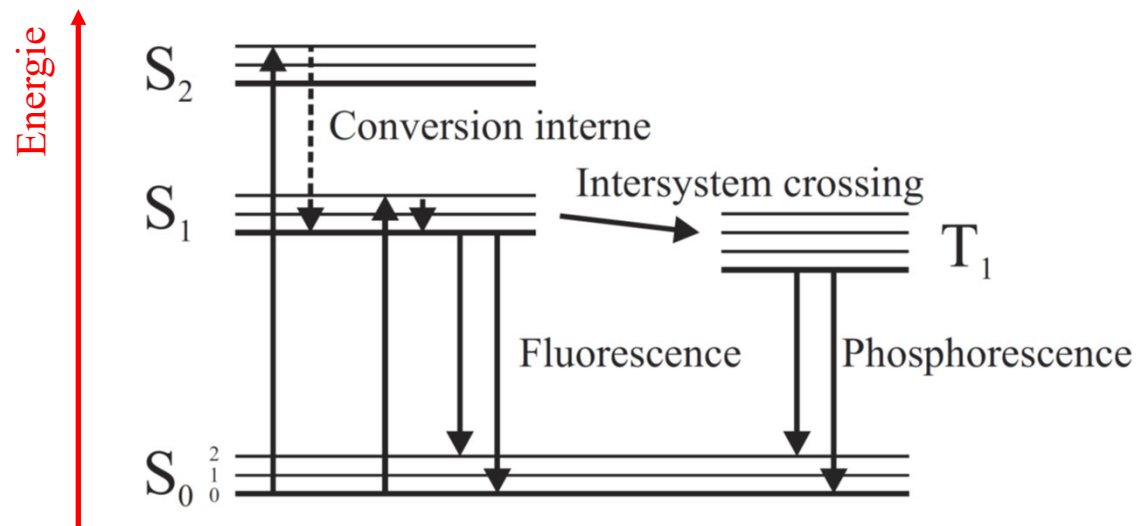 Energie
S2
Conversion interne
S1
Intersystem crossing
T1
Fluorescence
Phosphorescence
S0
2
1
0